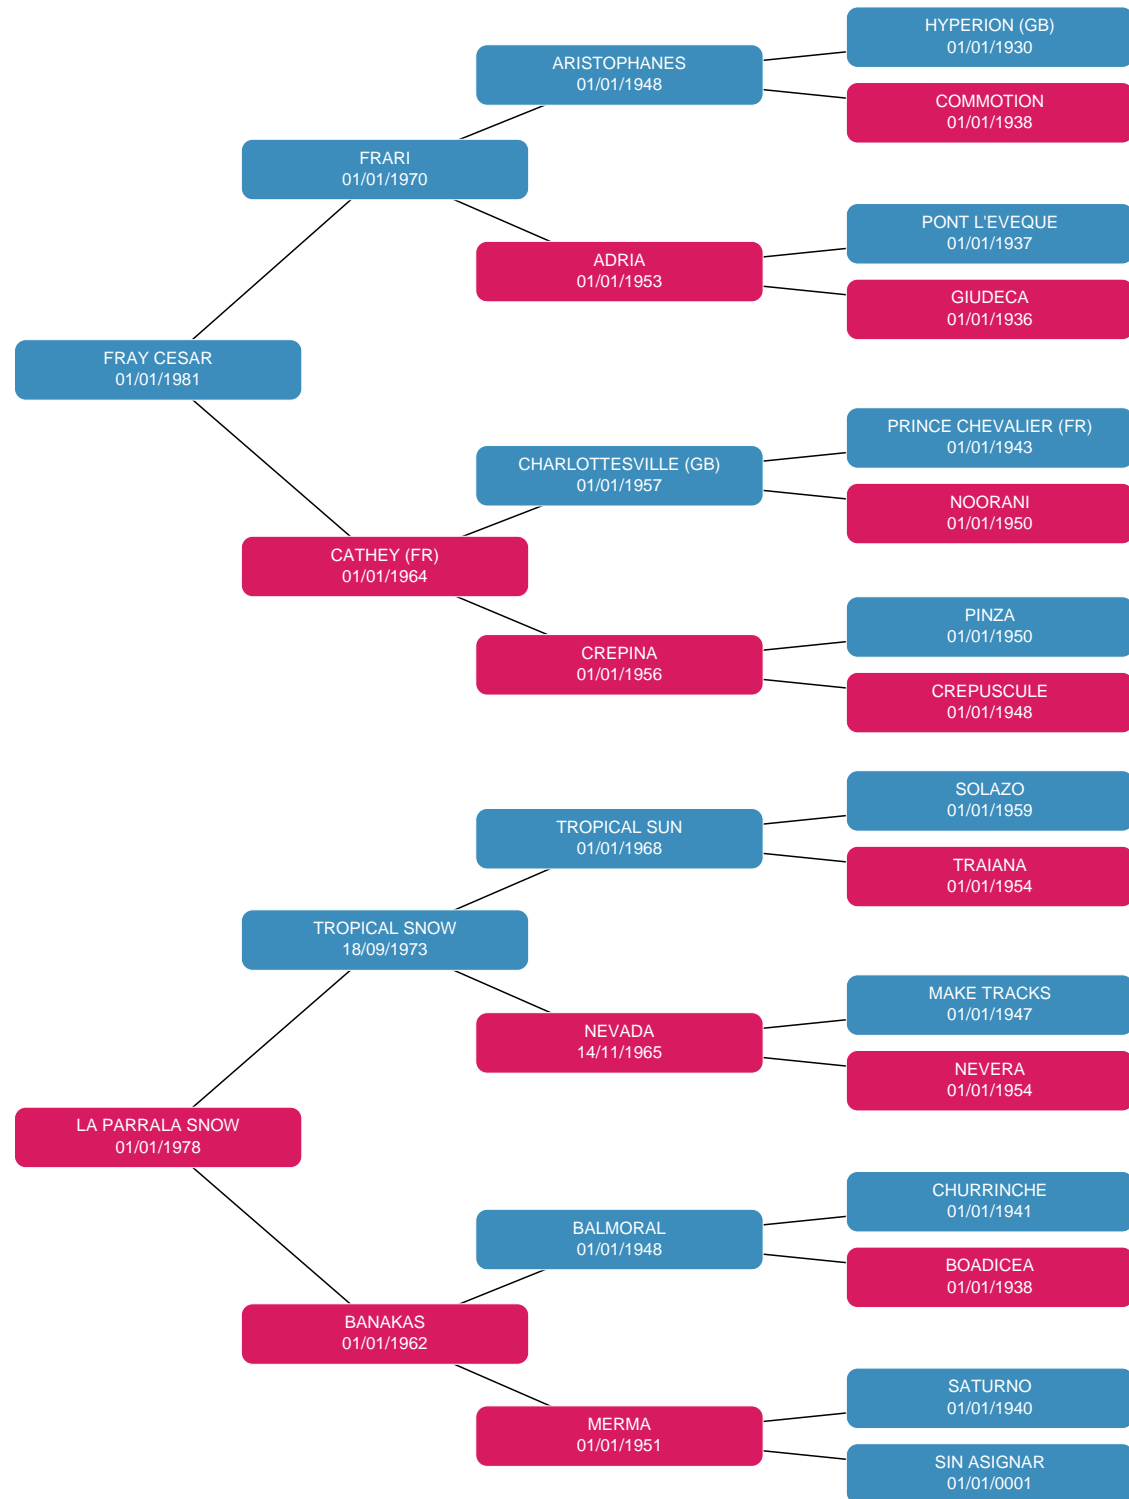 HYPERION (GB)
01/01/1930
ARISTOPHANES
01/01/1948
COMMOTION
01/01/1938
FRARI
01/01/1970
PONT L'EVEQUE
01/01/1937
ADRIA
01/01/1953
GIUDECA
01/01/1936
FRAY CESAR
01/01/1981
PRINCE CHEVALIER (FR)
01/01/1943
CHARLOTTESVILLE (GB)
01/01/1957
NOORANI
01/01/1950
CATHEY (FR)
01/01/1964
PINZA
01/01/1950
CREPINA
01/01/1956
CREPUSCULE
01/01/1948
SOLAZO
01/01/1959
TROPICAL SUN
01/01/1968
TRAIANA
01/01/1954
TROPICAL SNOW
18/09/1973
MAKE TRACKS
01/01/1947
NEVADA
14/11/1965
NEVERA
01/01/1954
LA PARRALA SNOW
01/01/1978
CHURRINCHE
01/01/1941
BALMORAL
01/01/1948
BOADICEA
01/01/1938
BANAKAS
01/01/1962
SATURNO
01/01/1940
MERMA
01/01/1951
SIN ASIGNAR
01/01/0001